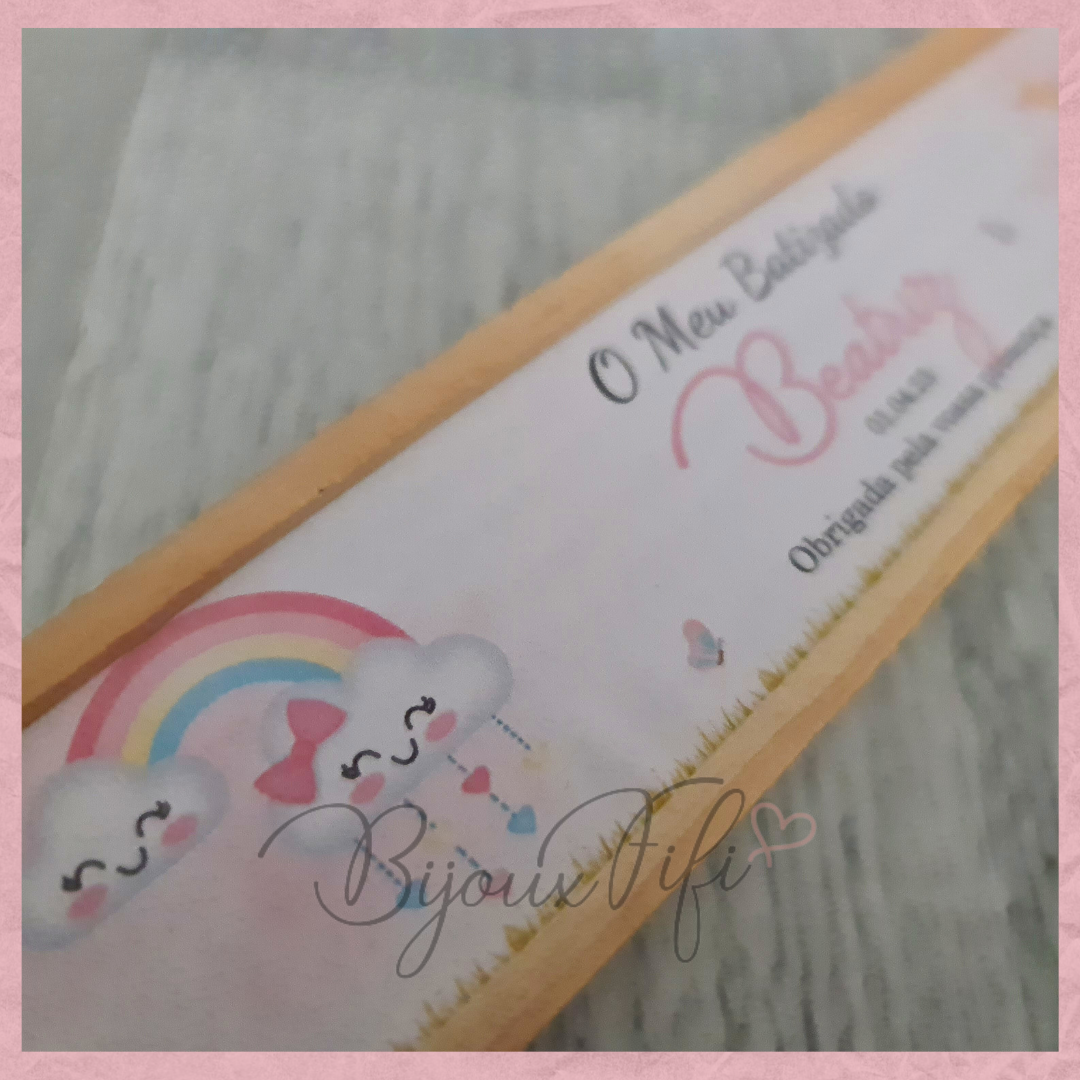 O Meu Batizado
Beatriz
Obrigada pela vossa presença
BijouxFifi